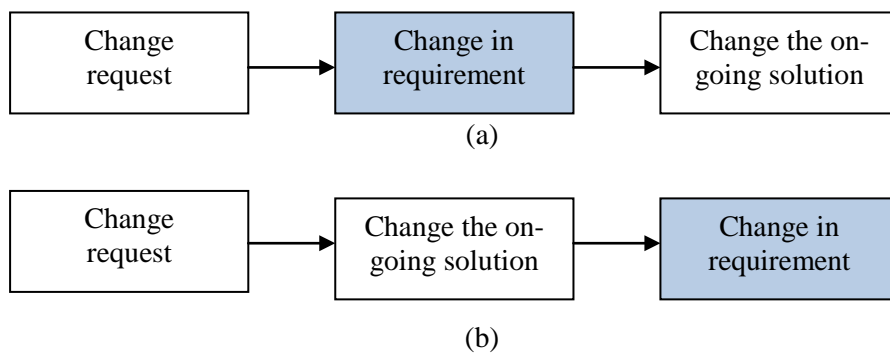 Change
request
Change in
requirement
Change the on-
going solution
(a)
Change
request
Change the on-
going solution
Change in
requirement
(b)